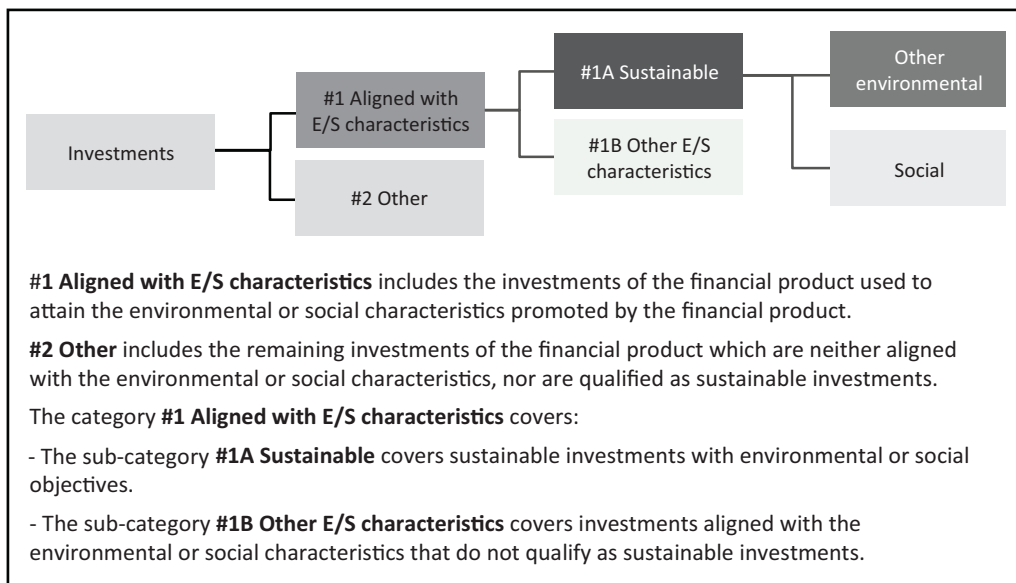 Investments
#1 Aligned with
E/S characteristics
#2 Other
#1A Sustainable
#1B Other E/S
characteristics
Other
environmental
Social
#1 Aligned with E/S characteristics includes the investments of the financial product used to
attain the environmental or social characteristics promoted by the financial product.
#2 Other includes the remaining investments of the financial product which are neither aligned
with the environmental or social characteristics, nor are qualified as sustainable investments.
The category #1 Aligned with E/S characteristics covers:
- The sub-category #1A Sustainable covers sustainable investments with environmental or social
objectives.
- The sub-category #1B Other E/S characteristics covers investments aligned with the
environmental or social characteristics that do not qualify as sustainable investments.